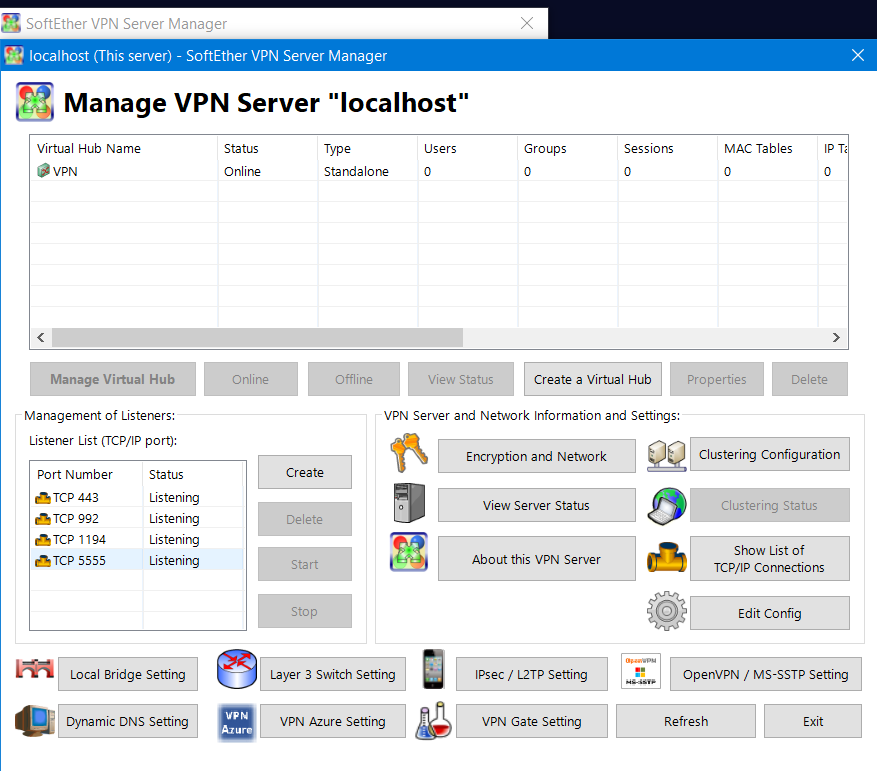 SoftEther VPN Server Manager
localhost (This server) - SoftEther VPN Server Manager
Manage VPN Server "localhost"
Virtual Hub Name Status Type Users Groups Sessions MAC Tables IP Ta
VPN Online Standalone 0 0 0 0 0
Manage Virtual Hub Online Offline View Status Create a Virtual Hub Properties Delete
Management of Listeners:
Listener List (TCP/IP port):
Port Number Status
TCP 443 Listening
TCP 992 Listening
TCP 1194 Listening
TCP 5555 Listening
Create
Delete
Start
Stop
VPN Server and Network Information and Settings:
Encryption and Network
Clustering Configuration
View Server Status
Clustering Status
About this VPN Server
Show List of
TCP/IP Connections
Edit Config
Local Bridge Setting
Layer 3 Switch Setting
IPsec / L2TP Setting
OpenVPN
MS-SSTP
OpenVPN / MS-SSTP Setting
Dynamic DNS Setting
VPN
Azure
VPN Azure Setting
VPN Gate Setting
Refresh
Exit